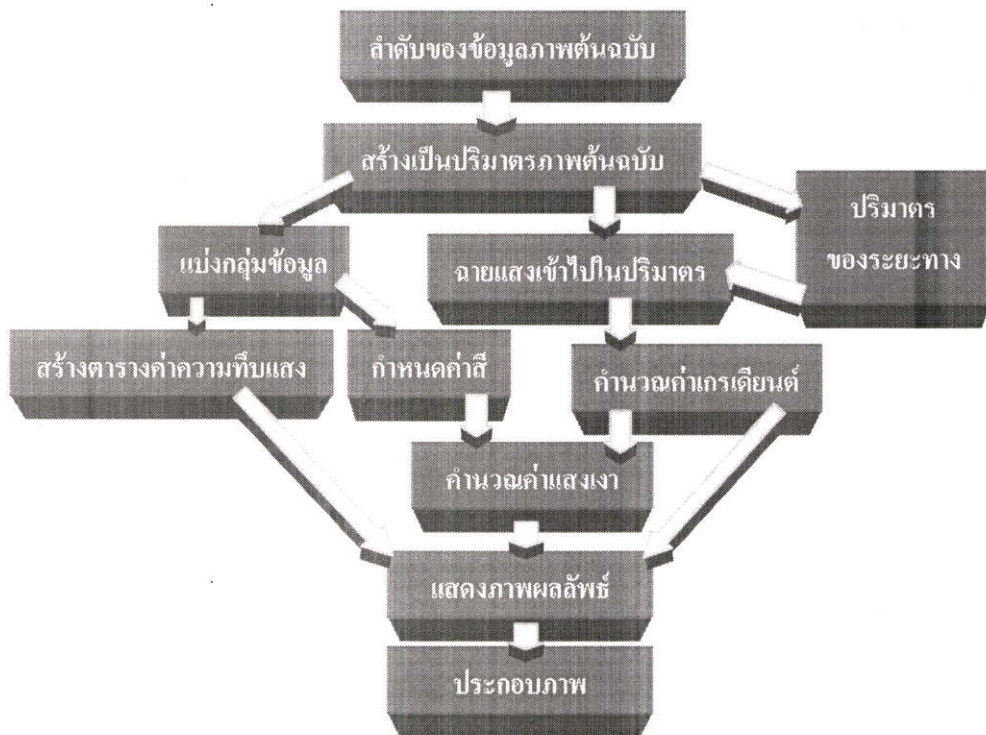 ลำดับของข้อมูลภาพต้นฉบับ
สร้างเป็นปริมาตรภาพต้นฉบับ
ปริมาตร
ของระยะทาง
แบ่งกลุ่มข้อมูล
ฉายแสงเข้าไปในปริมาตร
สร้างตารางค่าความทึบแสง
กำหนดค่าสี
คำนวณค่าเกรเดียนต์
คำนวณค่าแสงเงา
แสดงภาพผลลัพธ์
ประกอบภาพ